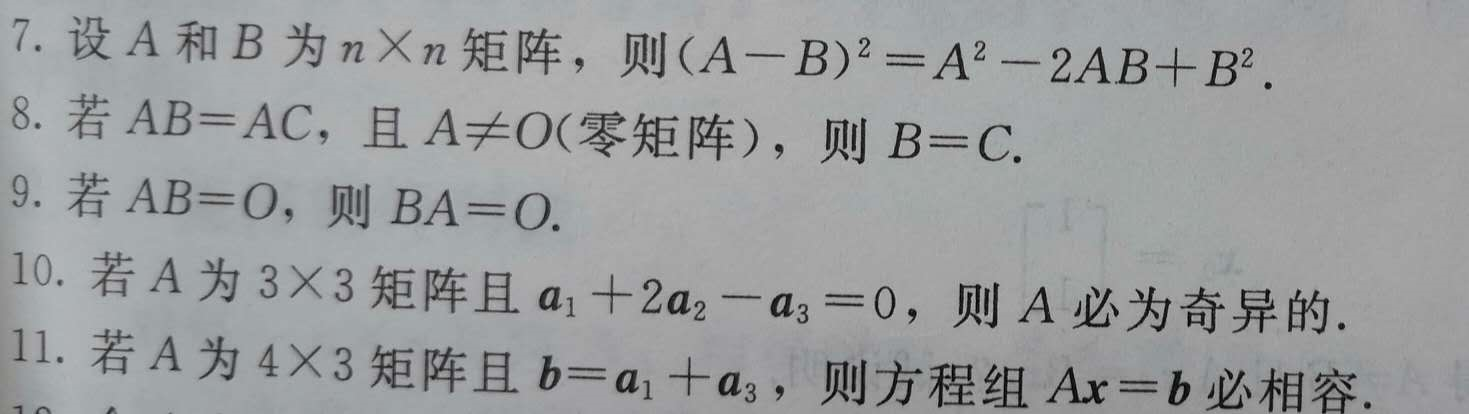 7. 设 A 和 B 为 n×n 矩阵，则(A－B)²＝A²－2AB＋B².
8. 若 AB＝AC，且 A≠O(零矩阵)，则 B＝C.
9. 若 AB＝O，则 BA＝O.
10. 若 A 为 3×3 矩阵且 a₁＋2a₂－a₃＝0，则 A 必为奇异的.
11. 若 A 为 4×3 矩阵且 b＝a₁＋a₃，则方程组 Ax＝b 必相容.